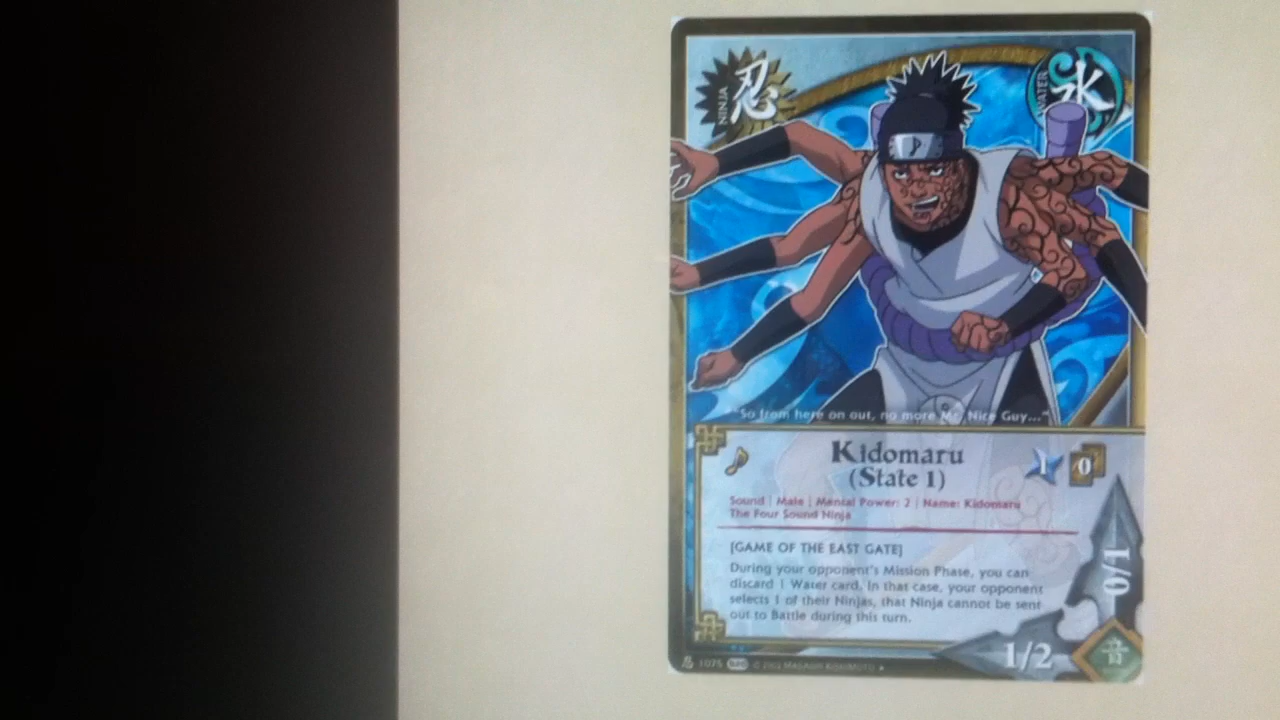 NINJA 忍
WATER 水
"So from here on out, no more Mr. Nice Guy..."
Kidomaru
(State 1)
1 0
Sound | Male | Mental Power: 2 | Name: Kidomaru
The Four Sound Ninja
[GAME OF THE EAST GATE]
During your opponent's Mission Phase, you can
discard 1 Water card. In that case, your opponent
selects 1 of their Ninjas, that Ninja cannot be sent
out to Battle during this turn.
0/1
1/2
1075 © MASASHI KISHIMOTO